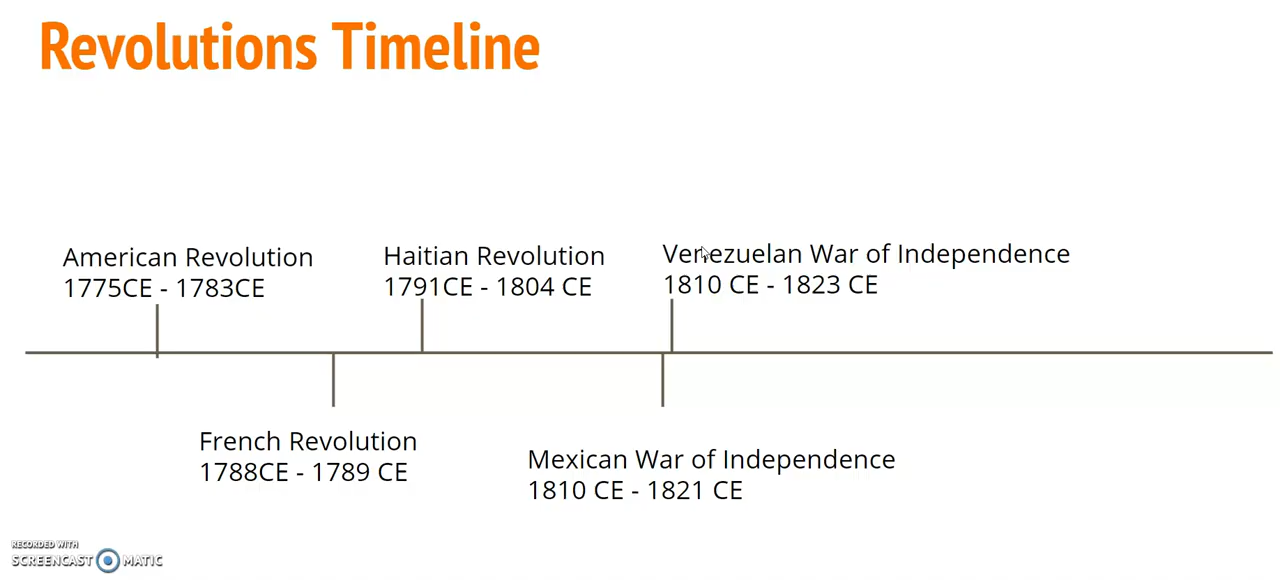 Revolutions Timeline
American Revolution
1775CE - 1783CE
Haitian Revolution
1791CE - 1804 CE
Venezuelan War of Independence
1810 CE - 1823 CE
French Revolution
1788CE - 1789 CE
Mexican War of Independence
1810 CE - 1821 CE
RECORDED WITH
SCREENCAST MATIC